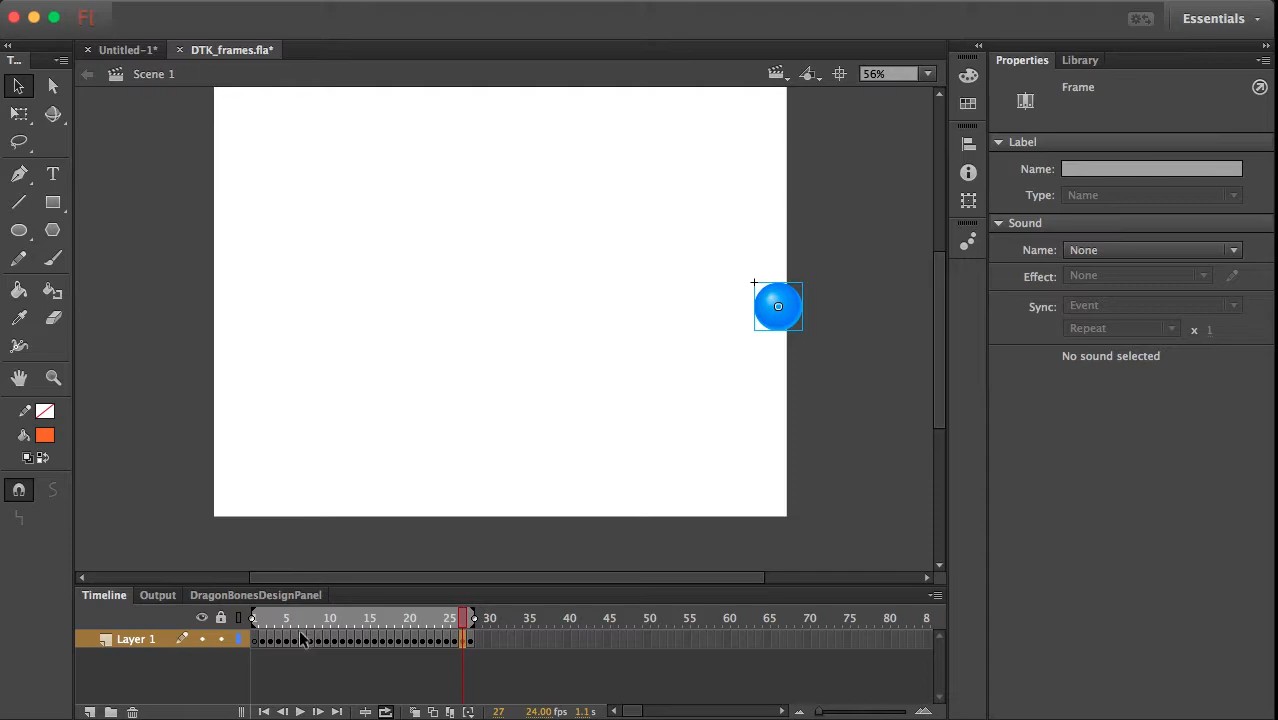 Fl
Essentials
Untitled-1*
DTK_frames.fla*
Scene 1
56%
T...
Properties
Library
Frame
Label
Name:
Type: Name
Sound
Name: None
Effect: None
Sync: Event
Repeat x 1
No sound selected
Timeline
Output
DragonBonesDesignPanel
5 10 15 20 25 30 35 40 45 50 55 60 65 70 75 80 8
Layer 1
27 24.00 fps 1.1 s